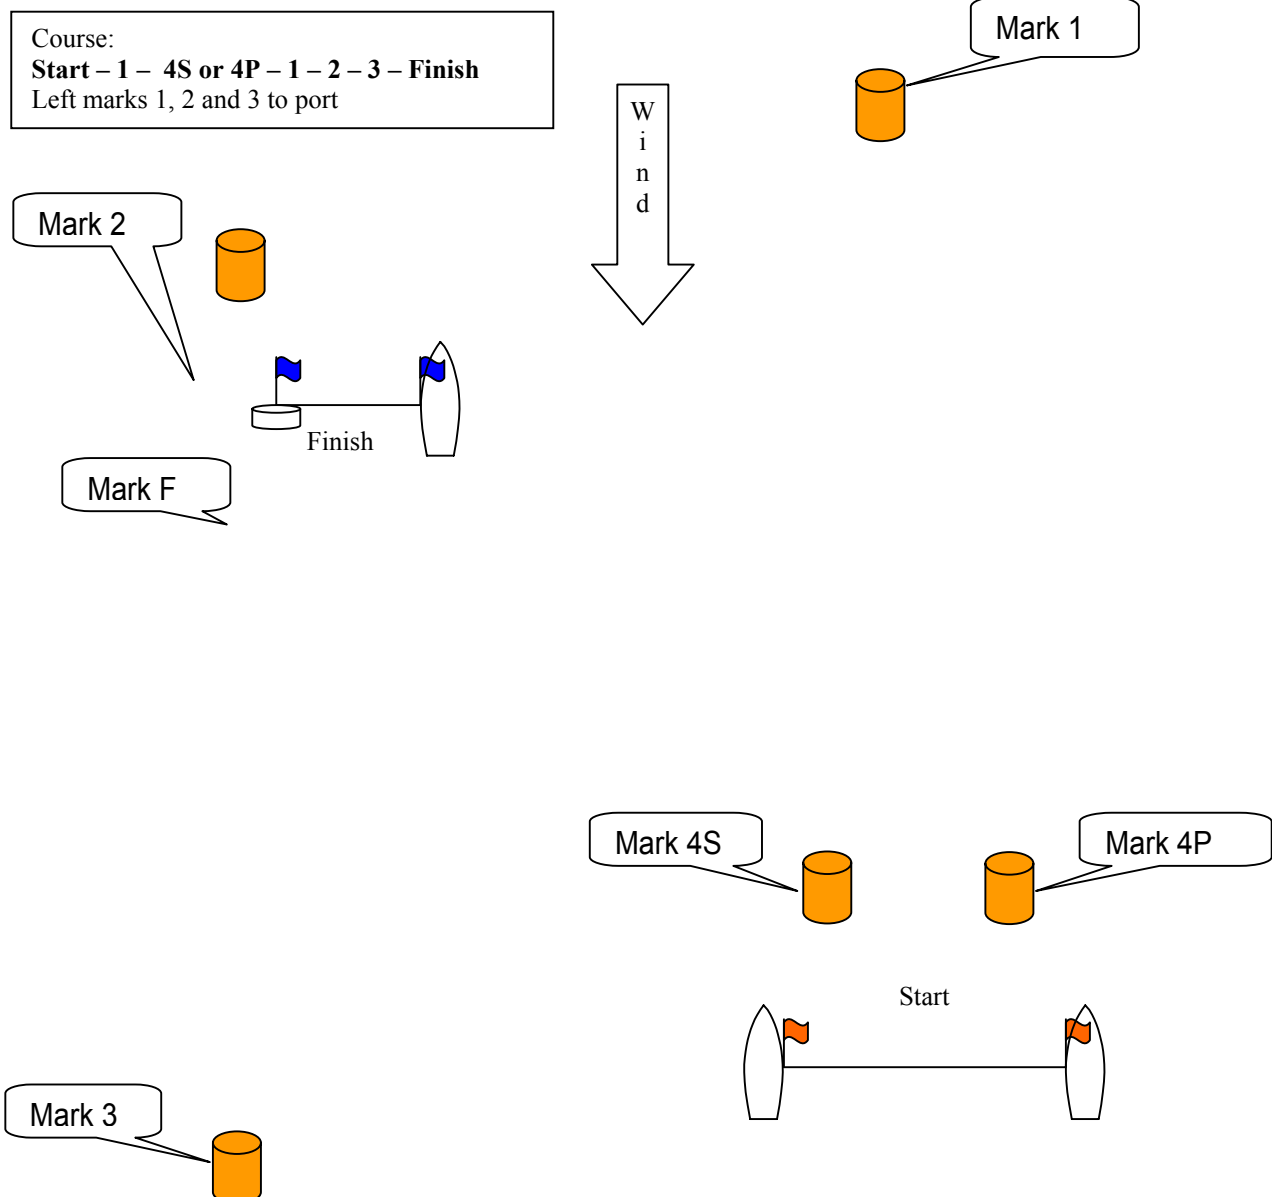 Course:
Start – 1 – 4S or 4P – 1 – 2 – 3 – Finish
Left marks 1, 2 and 3 to port
Mark 1
W
i
n
d
Mark 2
Finish
Mark F
Mark 4S
Mark 4P
Start
Mark 3